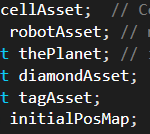 cellAsset; // C
robotAsset; //
t thePlanet; //
t diamondAsset;
t tagAsset;
initialPosMap;